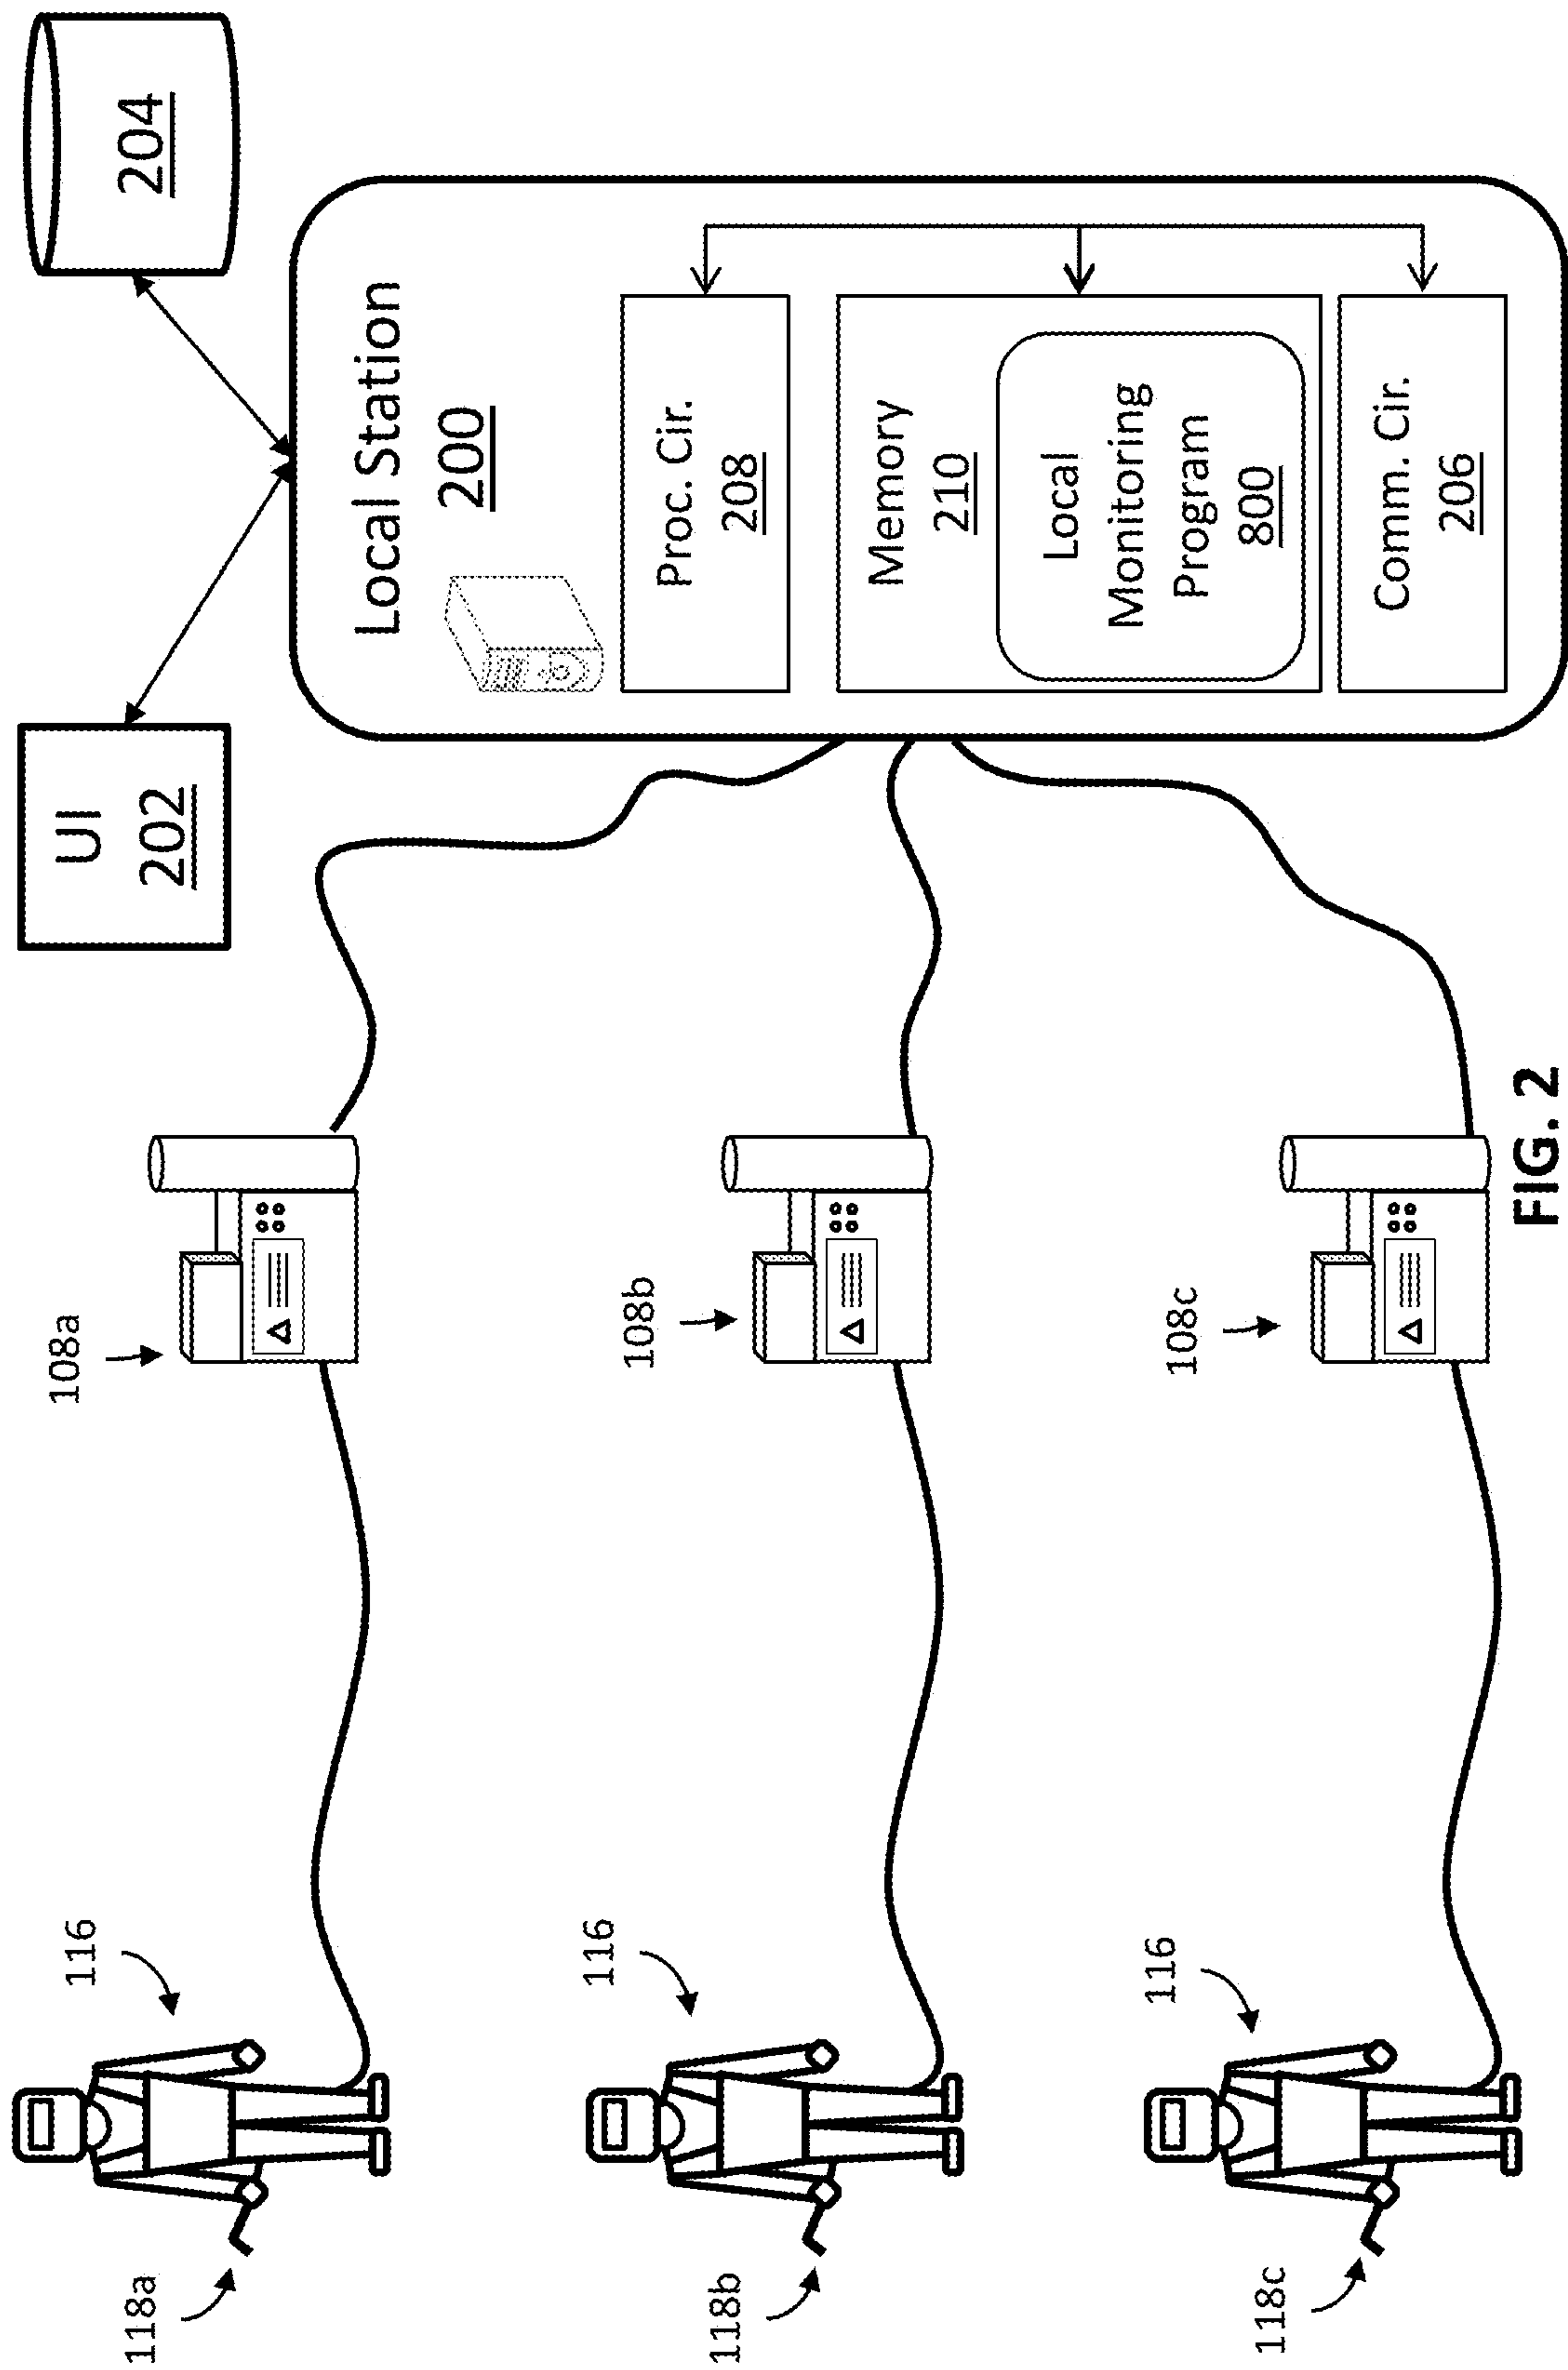 118a
116
108a
UI
202
204
118b
116
108b
118c
116
108c
Local Station
200
Proc. Cir.
208
Memory
210
Local
Monitoring
Program
800
Comm. Cir.
206
FIG. 2